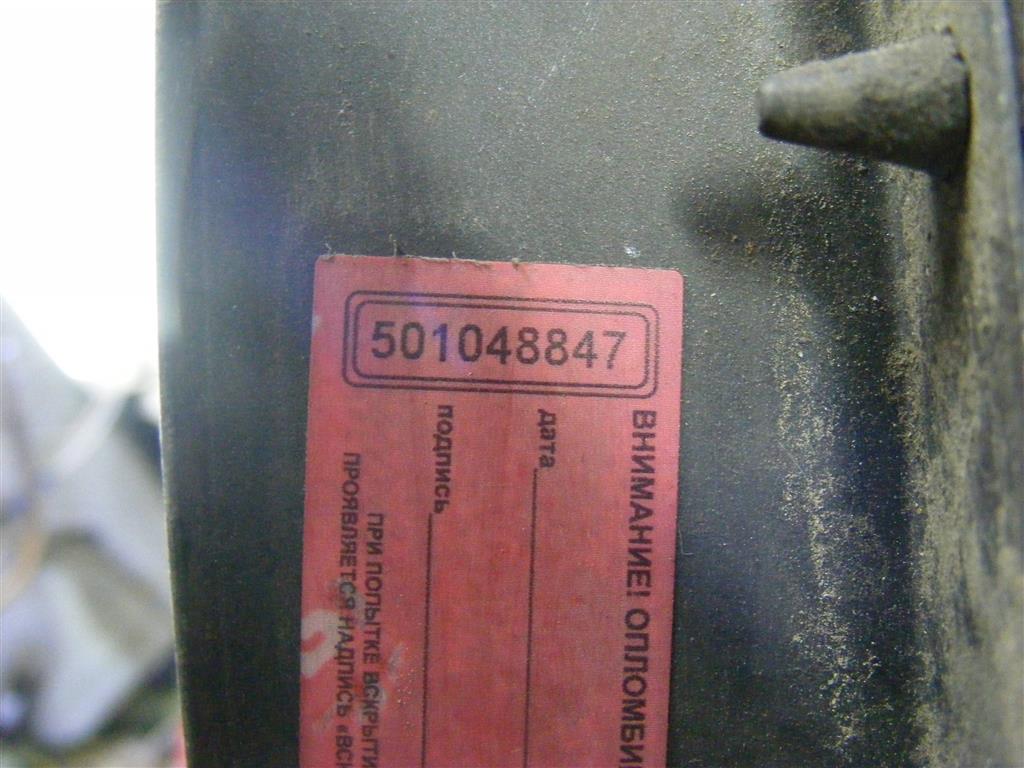 501048847
ВНИМАНИЕ! ОПЛОМБИ
дата
подпись
ПРИ ПОПЫТКЕ ВСКРЫТИ
ПРОЯВЛЯЕТСЯ НАДПИСЬ «ВСК